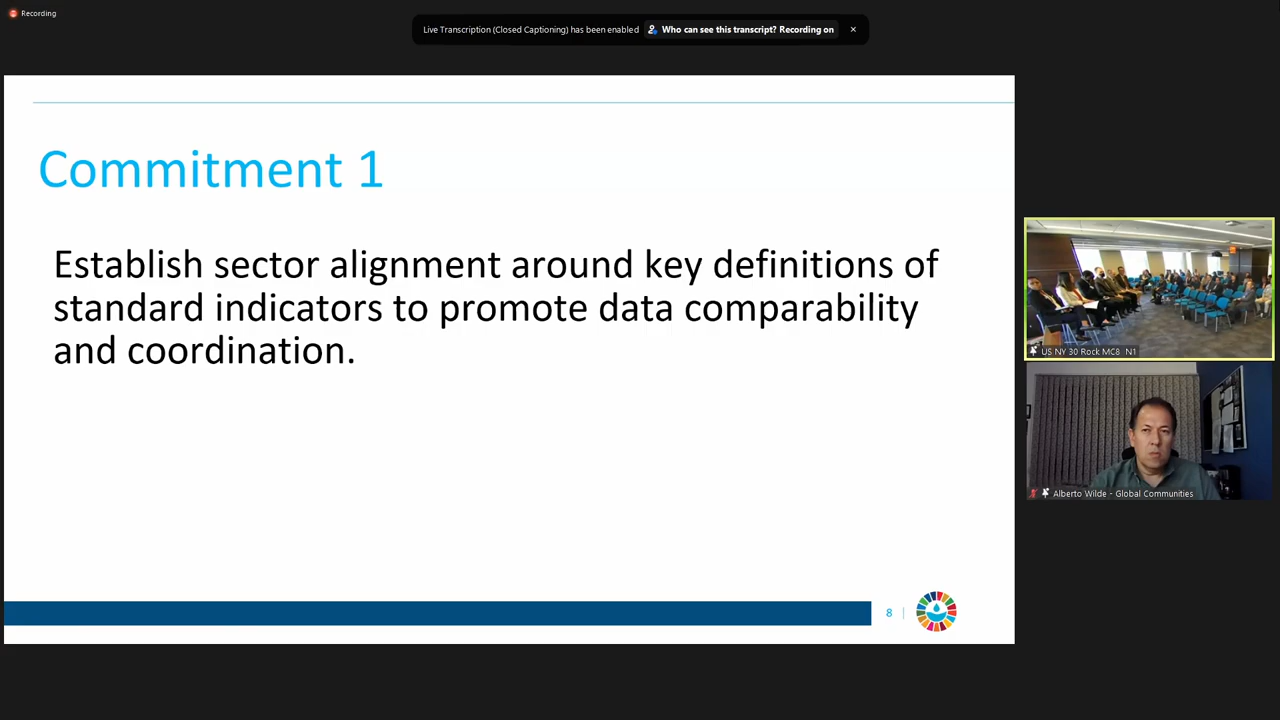 Recording
Live Transcription (Closed Captioning) has been enabled Who can see this transcript? Recording on
Commitment 1
Establish sector alignment around key definitions of
standard indicators to promote data comparability
and coordination.
US NY 30 Rock MC8 N1
Alberto Wilde - Global Communities
8